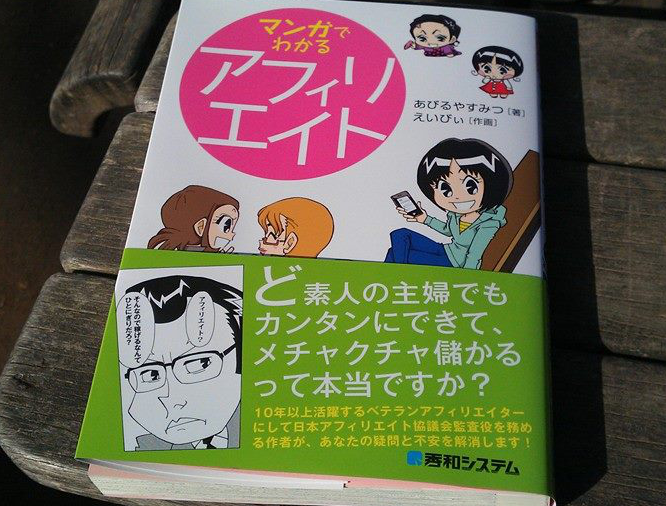 マンガで
わかる
アフィリ
エイト
あびるやすみつ [著]
えいぴぃ [作画]
アフィリエイト?
そんなので稼げるなんて
ひとにぎりだろ?
ど素人の主婦でも
カンタンにできて、
メチャクチャ儲かる
って本当ですか?
10年以上活躍するベテランアフィリエイター
にして日本アフィリエイト協議会監査役を務め
る作者が、あなたの疑問と不安を解消します!
秀和システム